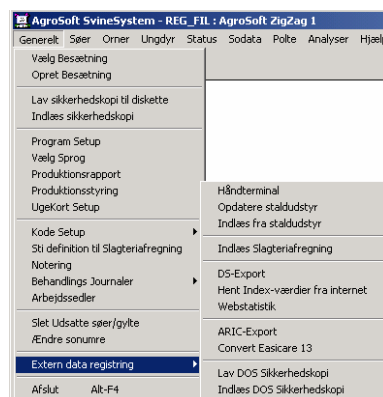 AgroSoft SvineSystem - REG_FIL : AgroSoft ZigZag 1
Generelt Søer Orner Ungdyr Status Sodata Polte Analyser Hjælp
Vælg Besætning
Opret Besætning
Lav sikkerhedskopi til diskette
Indlæs sikkerhedskopi
Program Setup
Vælg Sprog
Produktionsrapport
Produktionsstyring
UgeKort Setup
Kode Setup
Sti definition til Slagteriafregning
Notering
Behandlings Journaler
Arbejdssedler
Slet Udsatte søer/gylte
Ændre sonumre
Extern data registring
Afslut Alt-F4
Håndterminal
Opdatere staldudstyr
Indlæs fra staldudstyr
Indlæs Slagteriafregning
DS-Export
Hent Index-værdier fra internet
Webstatistik
ARIC-Export
Convert Easicare 13
Lav DOS Sikkerhedskopi
Indlæs DOS Sikkerhedskopi